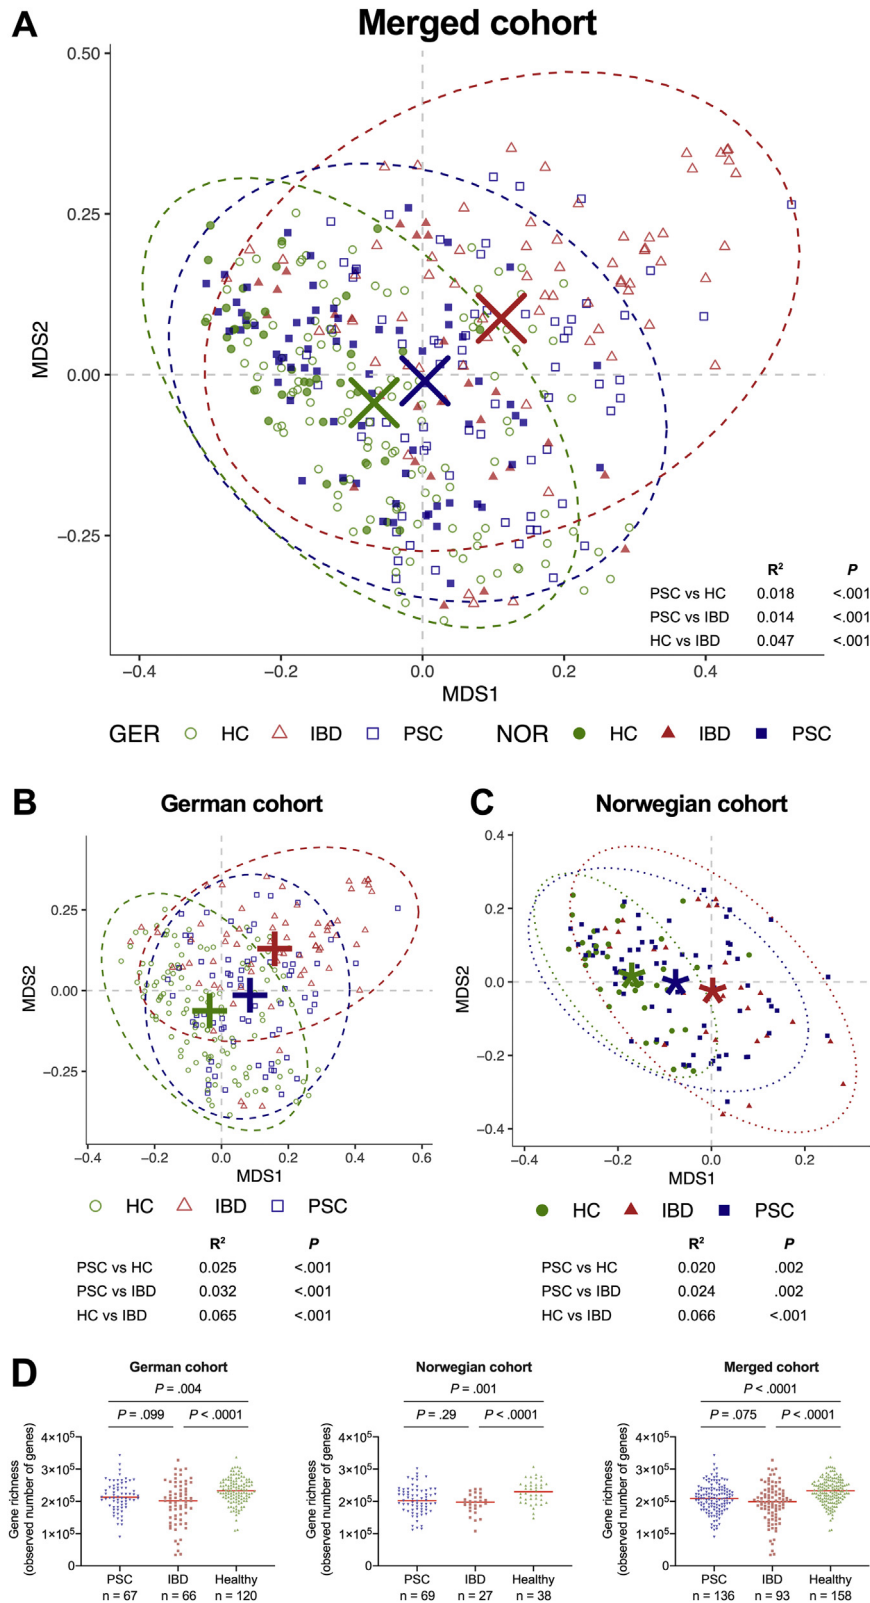 A
Merged cohort
0.50
0.25
0.00
−0.25
MDS2
−0.4
−0.2
0.0
0.2
0.4
MDS1
R²
P
PSC vs HC 0.018 <.001
PSC vs IBD 0.014 <.001
HC vs IBD 0.047 <.001
GER HC IBD PSC NOR HC IBD PSC
B
German cohort
0.25
0.00
−0.25
MDS2
−0.4
−0.2
0.0
0.2
0.4
0.6
MDS1
HC IBD PSC
R² P
PSC vs HC 0.025 <.001
PSC vs IBD 0.032 <.001
HC vs IBD 0.065 <.001
C
Norwegian cohort
0.4
0.2
0.0
−0.2
−0.4
MDS2
−0.4
−0.2
0.0
0.2
MDS1
HC IBD PSC
R² P
PSC vs HC 0.020 .002
PSC vs IBD 0.024 .002
HC vs IBD 0.066 <.001
D
German cohort
P = .004
P = .099 P < .0001
Gene richness
(observed number of genes)
4×10⁵
3×10⁵
2×10⁵
1×10⁵
0
PSC IBD Healthy
n = 67 n = 66 n = 120
Norwegian cohort
P = .001
P = .29 P < .0001
Gene richness
(observed number of genes)
4×10⁵
3×10⁵
2×10⁵
1×10⁵
0
PSC IBD Healthy
n = 69 n = 27 n = 38
Merged cohort
P < .0001
P = .075 P < .0001
Gene richness
(observed number of genes)
4×10⁵
3×10⁵
2×10⁵
1×10⁵
0
PSC IBD Healthy
n = 136 n = 93 n = 158